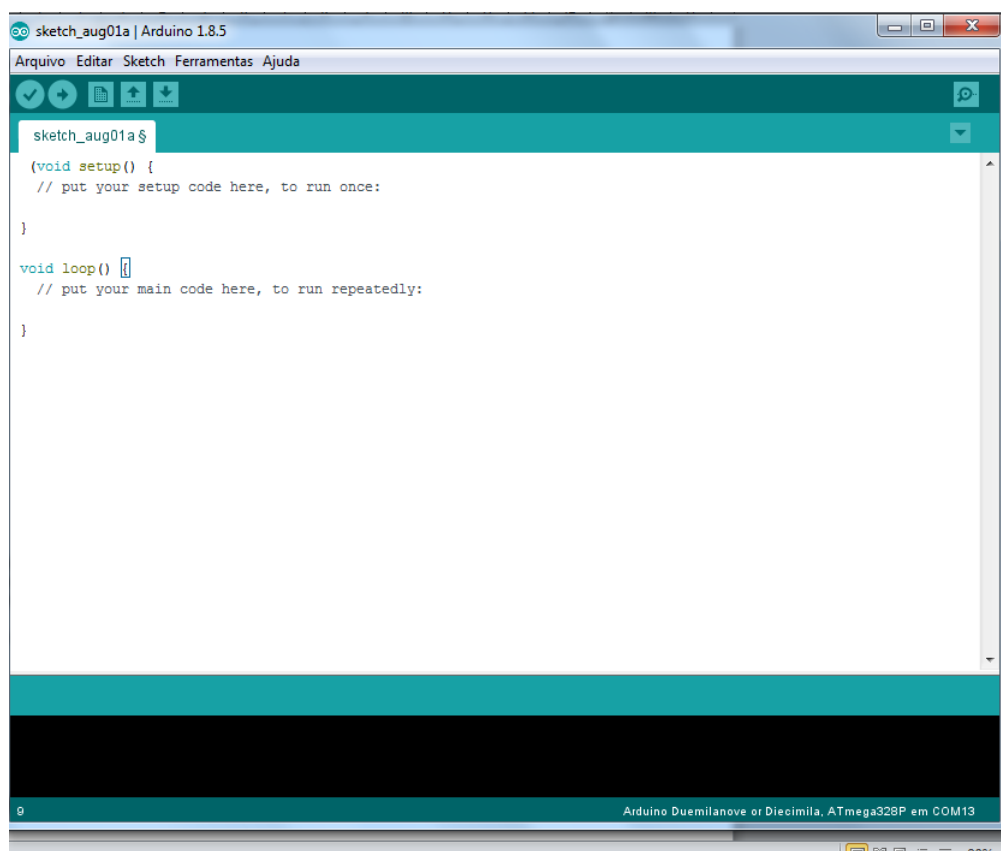 sketch_aug01a | Arduino 1.8.5
Arquivo Editar Sketch Ferramentas Ajuda
sketch_aug01a §
(void setup() {
// put your setup code here, to run once:
}
void loop() {
// put your main code here, to run repeatedly:
}
9
Arduino Duemilanove or Diecimila, ATmega328P em COM13